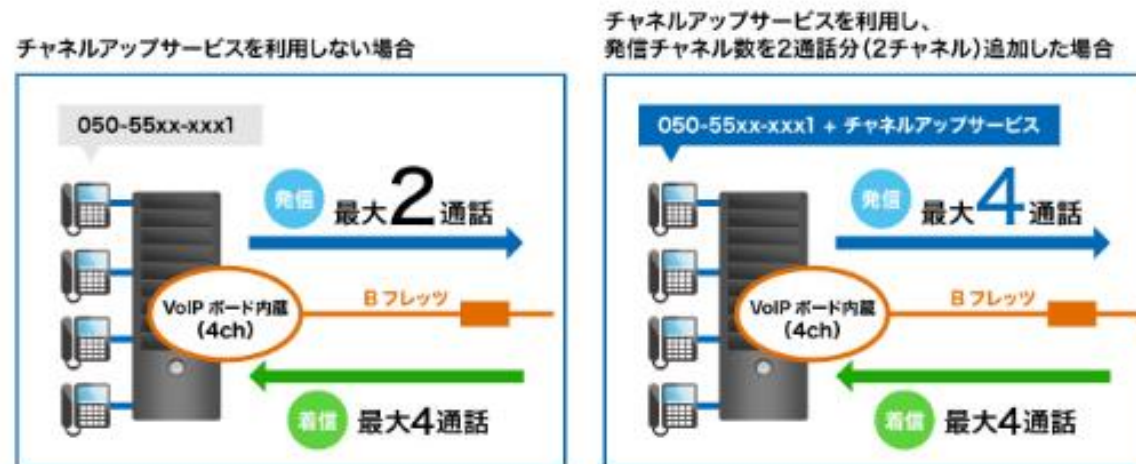 チャネルアップサービスを利用しない場合
050-55xx-xxx1
発信 最大2通話
VoIP ボード内蔵
(4ch)
B フレッツ
着信 最大4通話
チャネルアップサービスを利用し、
発信チャネル数を2通話分(2チャネル)追加した場合
050-55xx-xxx1 + チャネルアップサービス
発信 最大4通話
VoIP ボード内蔵
(4ch)
B フレッツ
着信 最大4通話